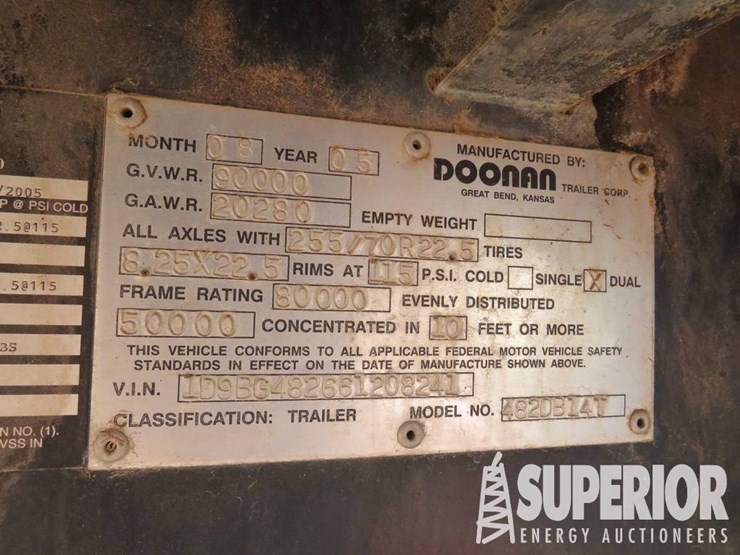 MONTH 08 YEAR 05
MANUFACTURED BY:
DOONAN TRAILER CORP.
GREAT BEND, KANSAS
G.V.W.R. 90000
G.A.W.R. 20280 EMPTY WEIGHT
ALL AXLES WITH 255/70R22.5 TIRES
8.25X22.5 RIMS AT 115 P.S.I. COLD SINGLE X DUAL
FRAME RATING 80000 EVENLY DISTRIBUTED
50000 CONCENTRATED IN 10 FEET OR MORE
THIS VEHICLE CONFORMS TO ALL APPLICABLE FEDERAL MOTOR VEHICLE SAFETY
STANDARDS IN EFFECT ON THE DATE OF MANUFACTURE SHOWN ABOVE.
V.I.N. 1D9BG482661208241
CLASSIFICATION: TRAILER MODEL NO. 482DBI4T
/2005
P @ PSI COLD
.5@115
.5@115
BS
N NO. (1).
VSS IN
SUPERIOR
ENERGY AUCTIONEERS